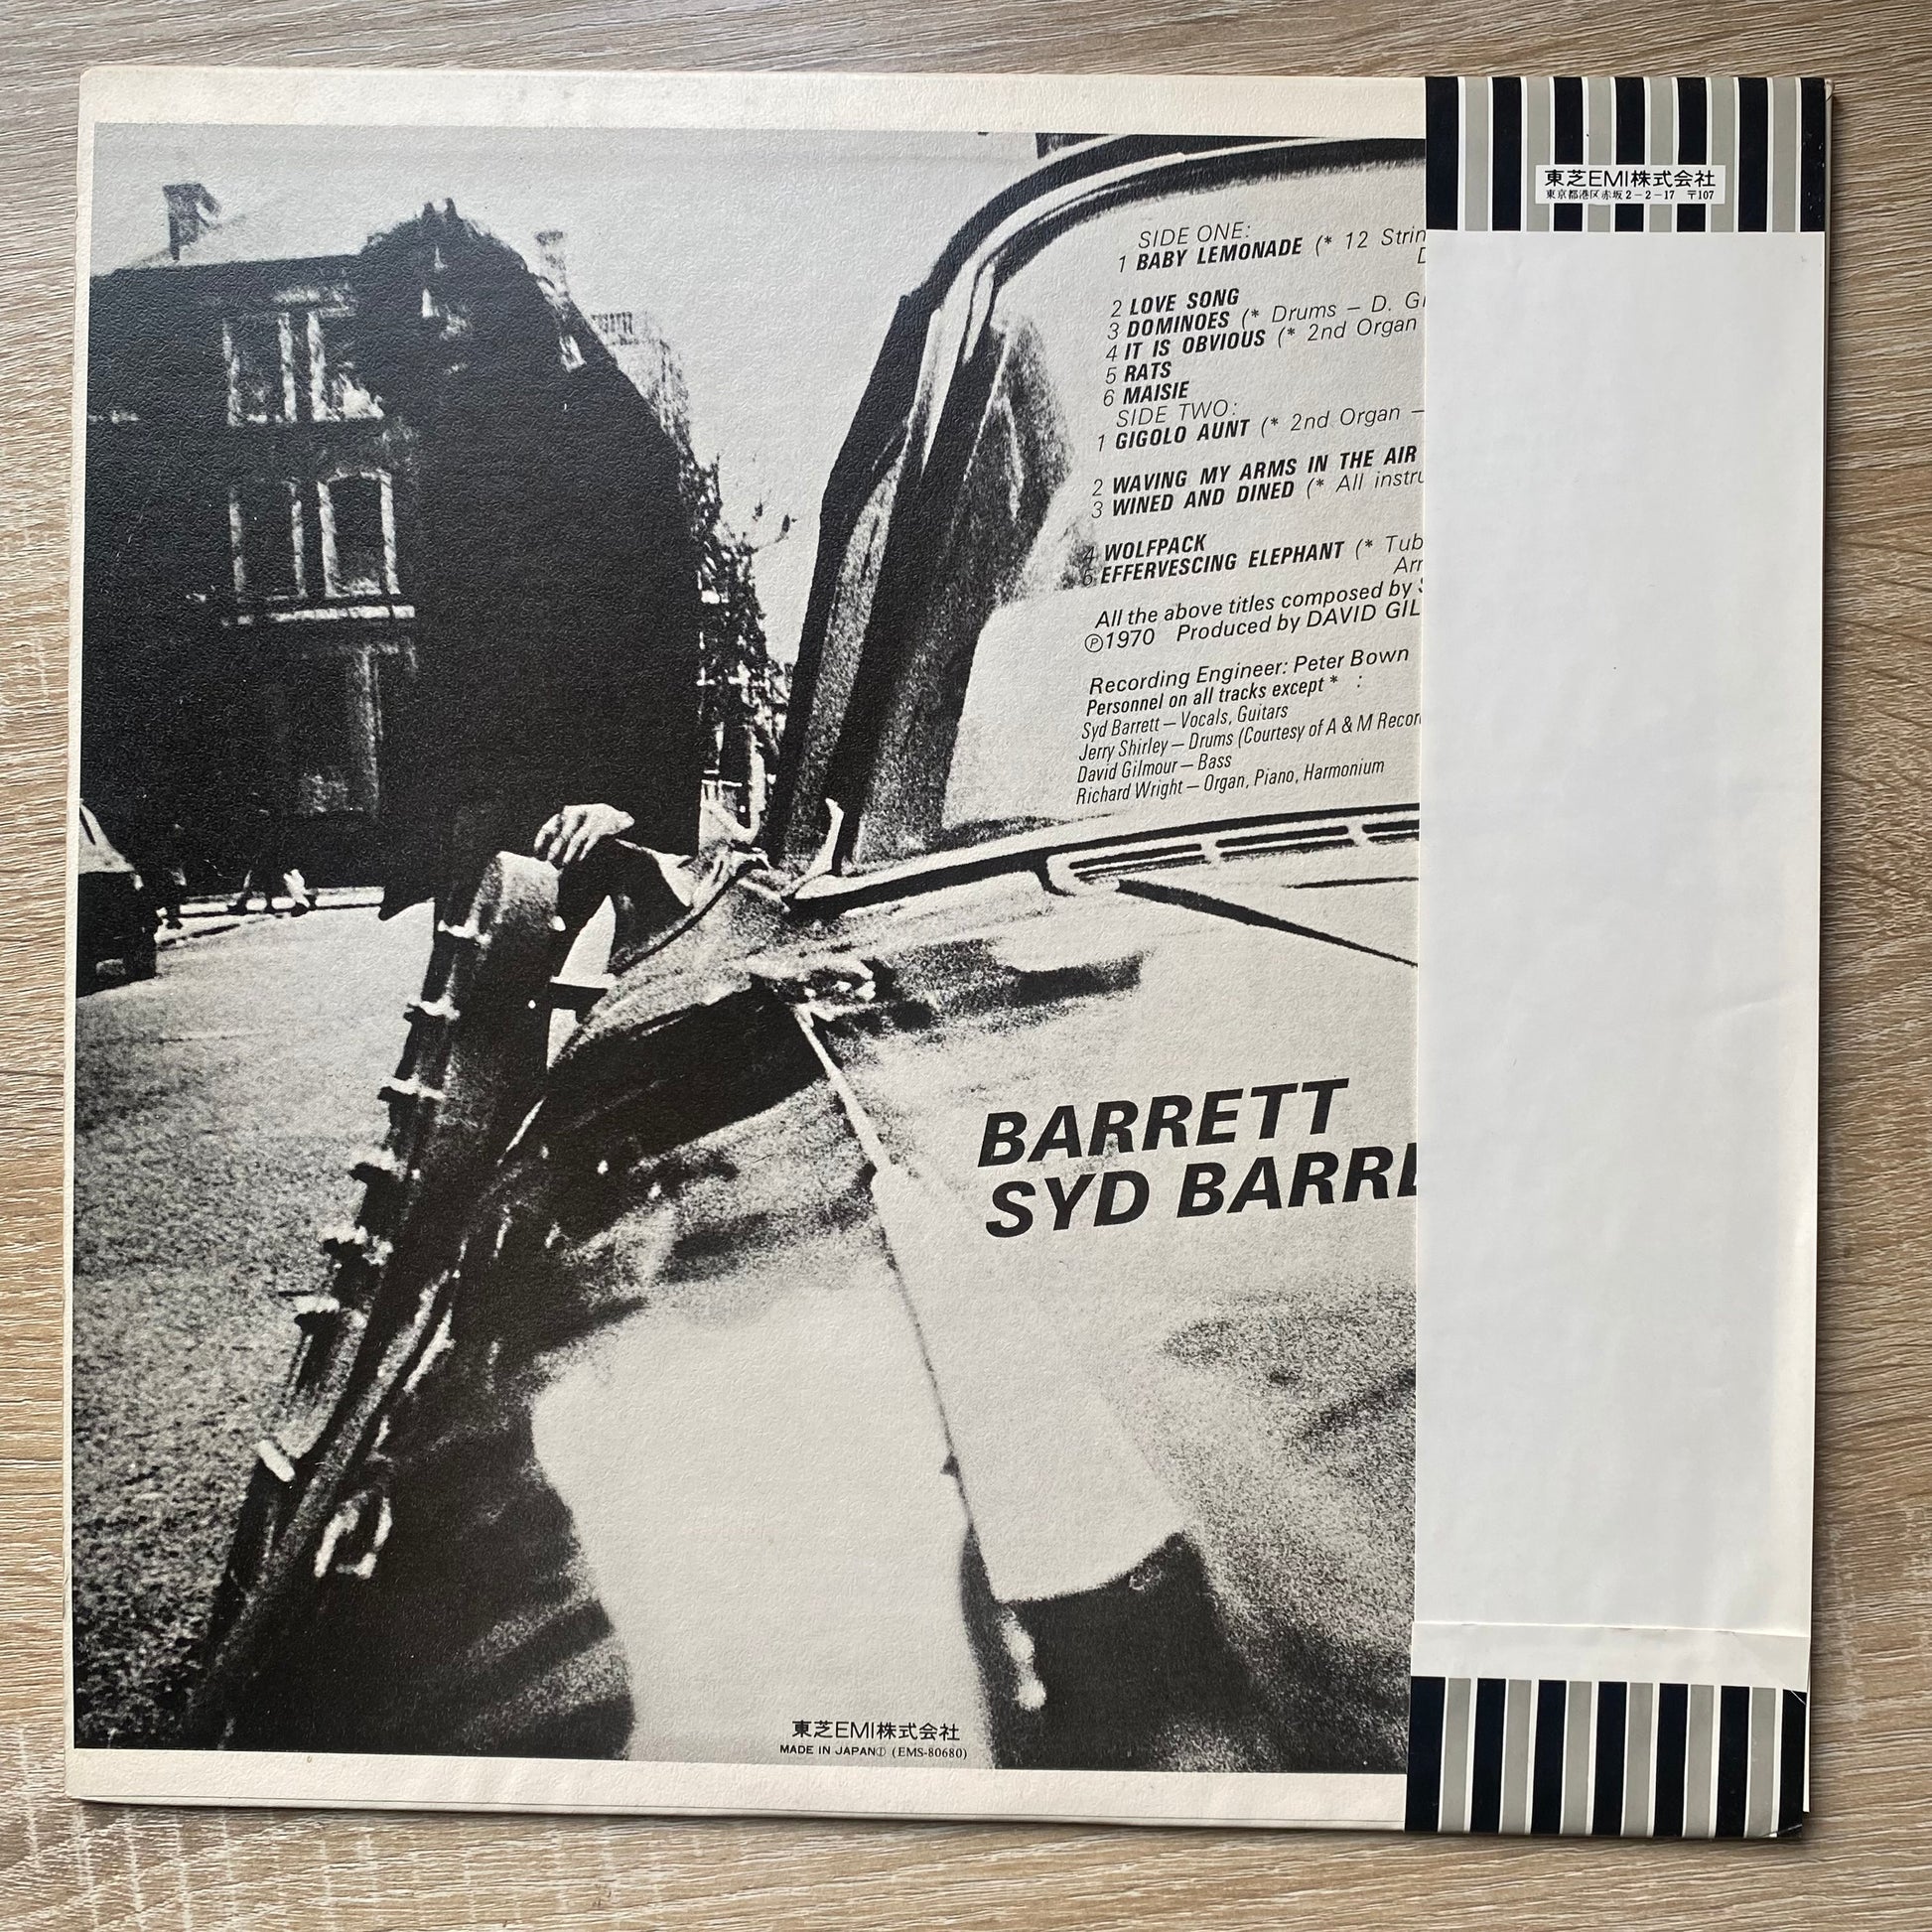 東芝EMI株式会社
東京都港区赤坂2-2-17 〒107
SIDE ONE:
1 BABY LEMONADE (* 12 Strin
2 LOVE SONG
3 DOMINOES (* Drums – D. Gi
4 IT IS OBVIOUS (* 2nd Organ
5 RATS
6 MAISIE
SIDE TWO:
1 GIGOLO AUNT (* 2nd Organ –
2 WAVING MY ARMS IN THE AIR
3 WINED AND DINED (* All instru
4 WOLFPACK
5 EFFERVESCING ELEPHANT (* Tub
Arr
All the above titles composed by S
Ⓟ1970 Produced by DAVID GIL
Recording Engineer: Peter Bown
Personnel on all tracks except * :
Syd Barrett – Vocals, Guitars
Jerry Shirley – Drums (Courtesy of A & M Recor
David Gilmour – Bass
Richard Wright – Organ, Piano, Harmonium
BARRETT
SYD BARRE
東芝EMI株式会社
MADE IN JAPAN① (EMS-80680)